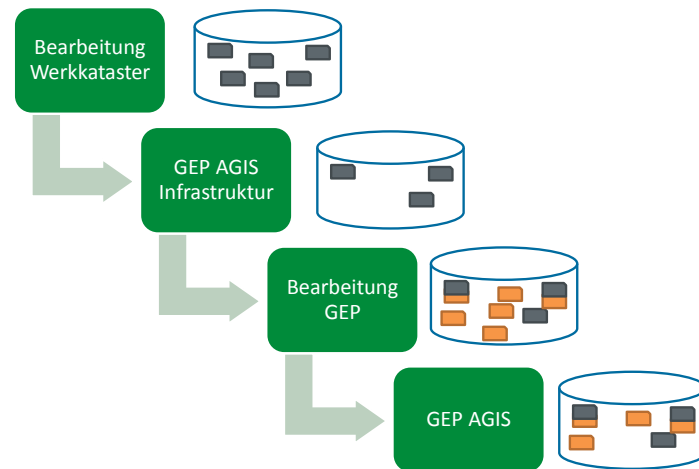 Bearbeitung
Werkkataster
GEP AGIS
Infrastruktur
Bearbeitung
GEP
GEP AGIS